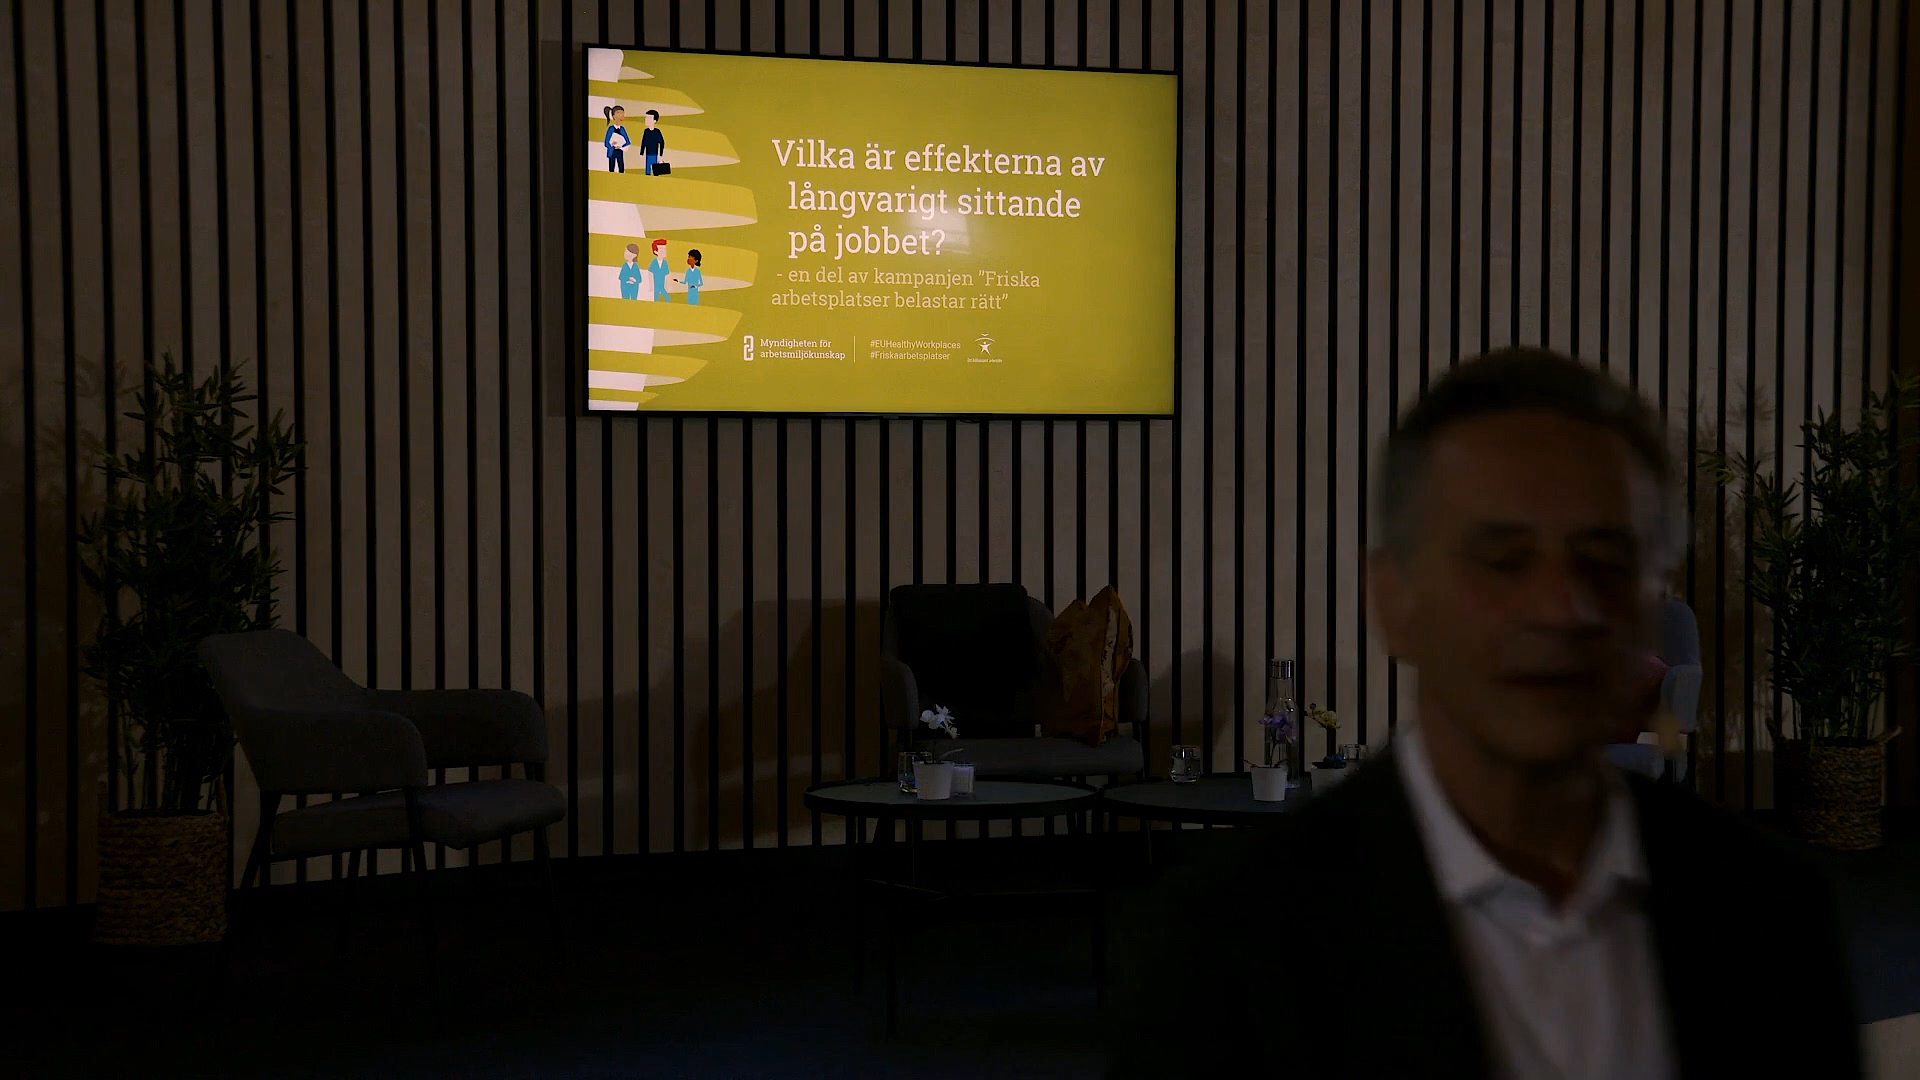 Vilka är effekterna av
långvarigt sittande
på jobbet?
- en del av kampanjen ”Friska
arbetsplatser belastar rätt”
Myndigheten för
arbetsmiljökunskap
#EUHealthyWorkplaces
#Friskaarbetsplatser